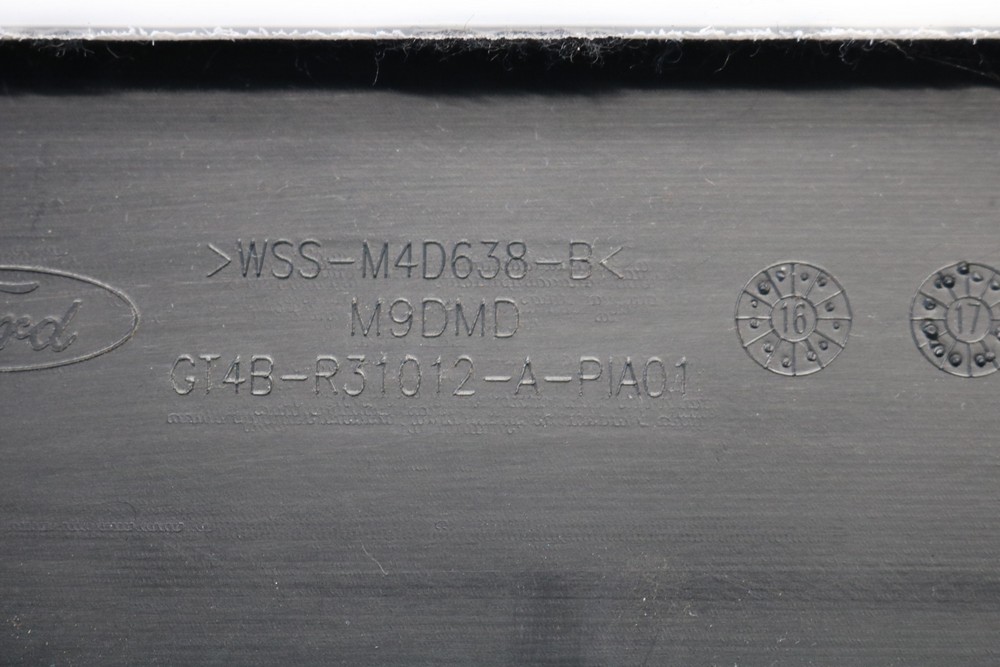 >WSS-M4D638-B<
M9DMD
GT4B-R31012-A-PIA01
16
17